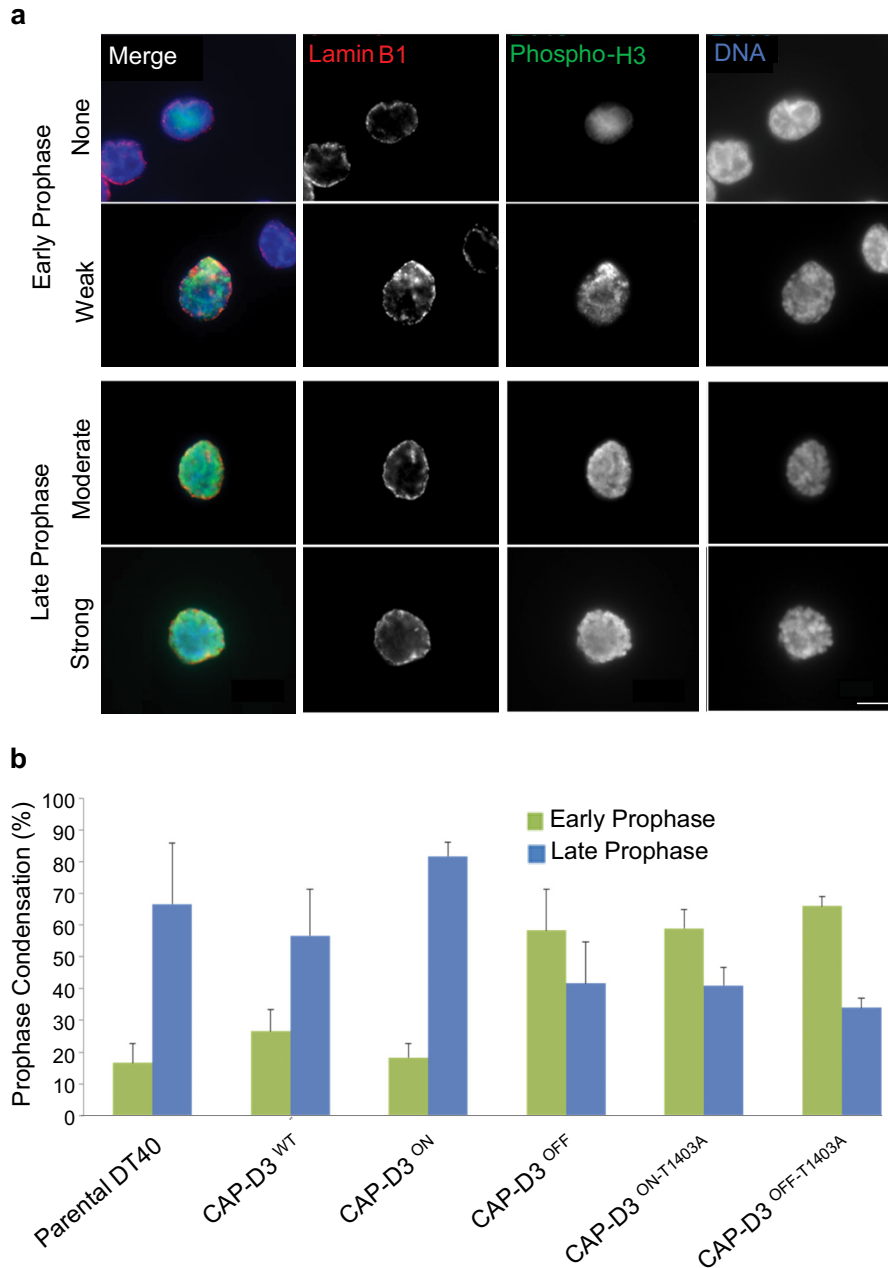 a
Merge
Lamin B1
Phospho-H3
DNA
Early Prophase
None
Weak
Late Prophase
Moderate
Strong
b
Prophase Condensation (%)
100
90
80
70
60
50
40
30
20
10
0
Early Prophase
Late Prophase
Parental DT40
CAP-D3 WT
CAP-D3 ON
CAP-D3 OFF
CAP-D3 ON-T1403A
CAP-D3 OFF-T1403A